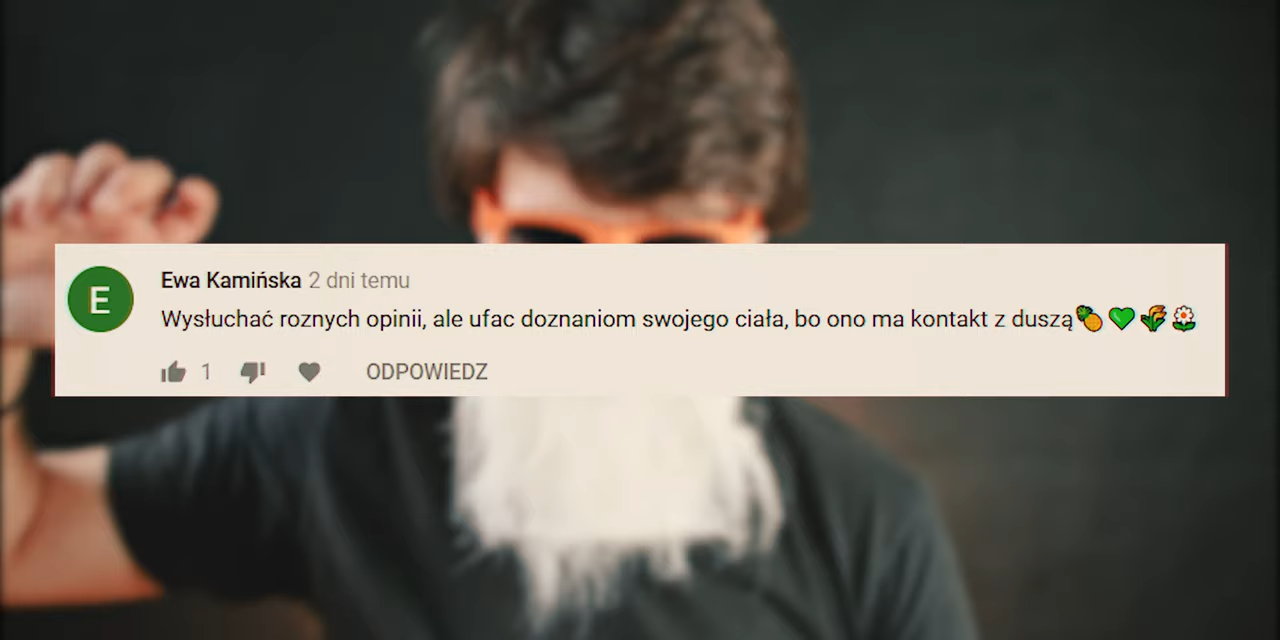 E
Ewa Kamińska 2 dni temu
Wysłuchać roznych opinii, ale ufac doznaniom swojego ciała, bo ono ma kontakt z duszą🍍💚🌾🌼
1 ODPOWIEDZ